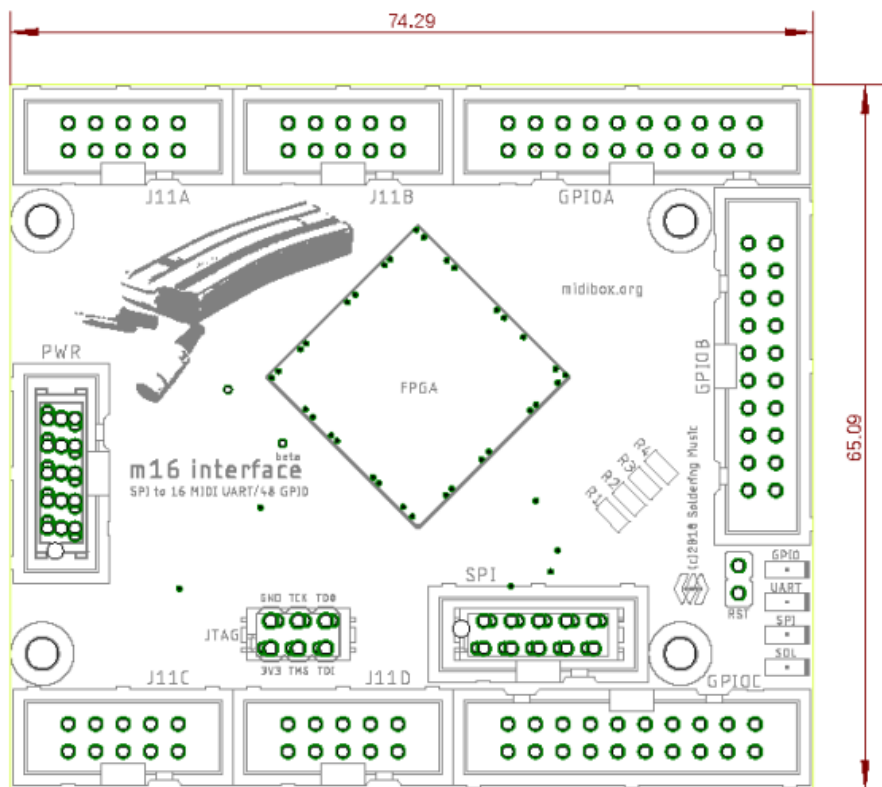 74.29
J11A
J11B
GPIOA
midibox.org
PWR
GPIOB
65.09
FPGA
m16 interface
beta
SPI to 16 MIDI UART/48 GPIO
R1
R2
R3
R4
(c)2018 Soldering Music
SPI
GPIO
UART
SPI
SOL
RST
GND TCK TDO
JTAG
3V3 TMS TDI
J11C
J11D
GPIOC